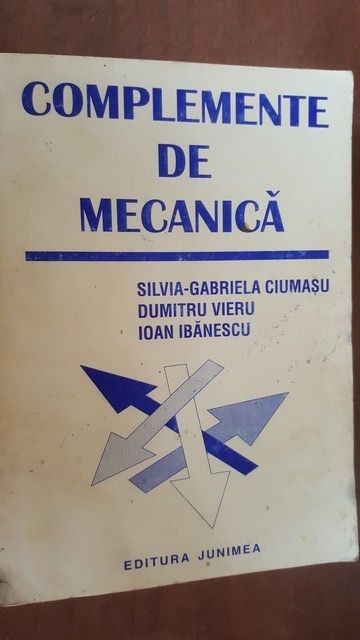 COMPLEMENTE
DE
MECANICĂ
SILVIA-GABRIELA CIUMAȘU
DUMITRU VIERU
IOAN IBĂNESCU
EDITURA JUNIMEA